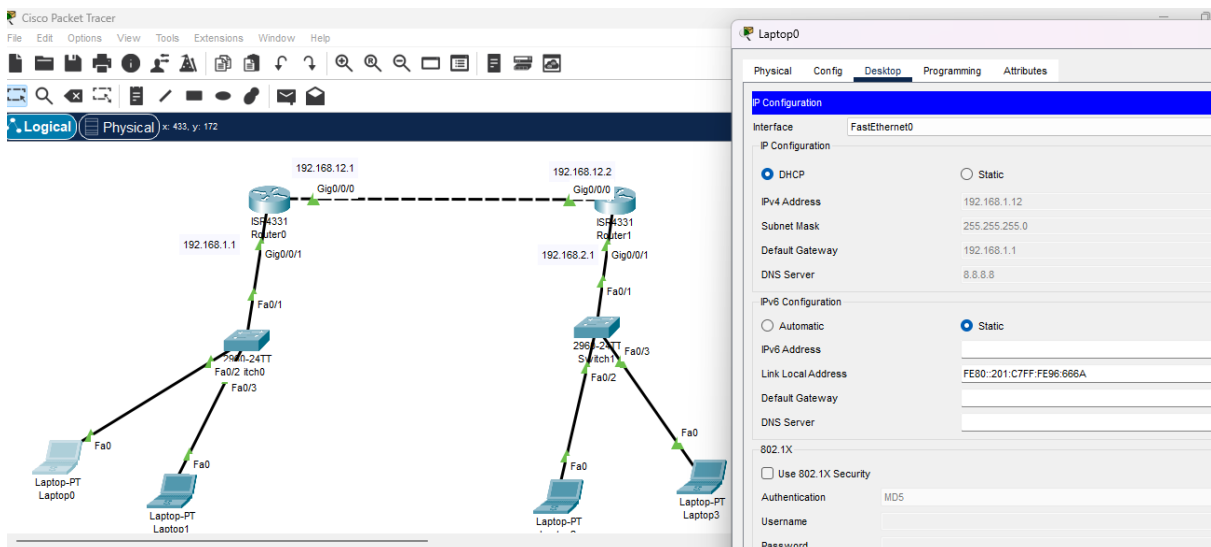 Cisco Packet Tracer
File Edit Options View Tools Extensions Window Help
Logical Physical x: 433, y: 172
192.168.12.1
Gig0/0/0
ISR4331
Router0
192.168.1.1
Gig0/0/1
Fa0/1
2960-24TT
Fa0/2 itch0
Fa0/3
Fa0
Laptop-PT
Laptop0
Fa0
Laptop-PT
Laptop1
192.168.12.2
Gig0/0/0
ISR4331
Router1
192.168.2.1 Gig0/0/1
Fa0/1
2960-24TT
Switch1
Fa0/3
Fa0/2
Fa0
Laptop-PT
Fa0
Laptop-PT
Laptop3
Laptop0
Physical Config Desktop Programming Attributes
IP Configuration
Interface FastEthernet0
IP Configuration
DHCP Static
IPv4 Address 192.168.1.12
Subnet Mask 255.255.255.0
Default Gateway 192.168.1.1
DNS Server 8.8.8.8
IPv6 Configuration
Automatic Static
IPv6 Address
Link Local Address FE80::201:C7FF:FE96:666A
Default Gateway
DNS Server
802.1X
Use 802.1X Security
Authentication MD5
Username
Password